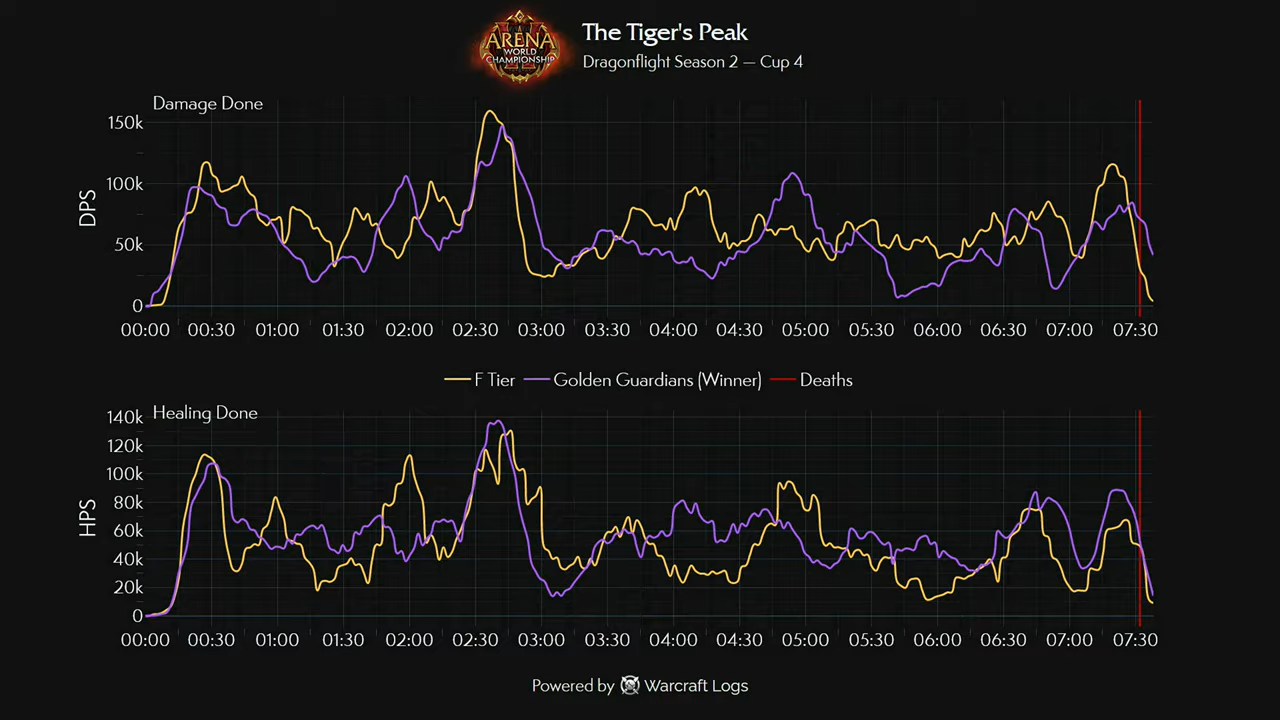 ARENA
WORLD
CHAMPIONSHIP
The Tiger's Peak
Dragonflight Season 2 — Cup 4
Damage Done
150k
100k
50k
0
DPS
00:00 00:30 01:00 01:30 02:00 02:30 03:00 03:30 04:00 04:30 05:00 05:30 06:00 06:30 07:00 07:30
F Tier Golden Guardians (Winner) Deaths
Healing Done
140k
120k
100k
80k
60k
40k
20k
0
HPS
00:00 00:30 01:00 01:30 02:00 02:30 03:00 03:30 04:00 04:30 05:00 05:30 06:00 06:30 07:00 07:30
Powered by Warcraft Logs